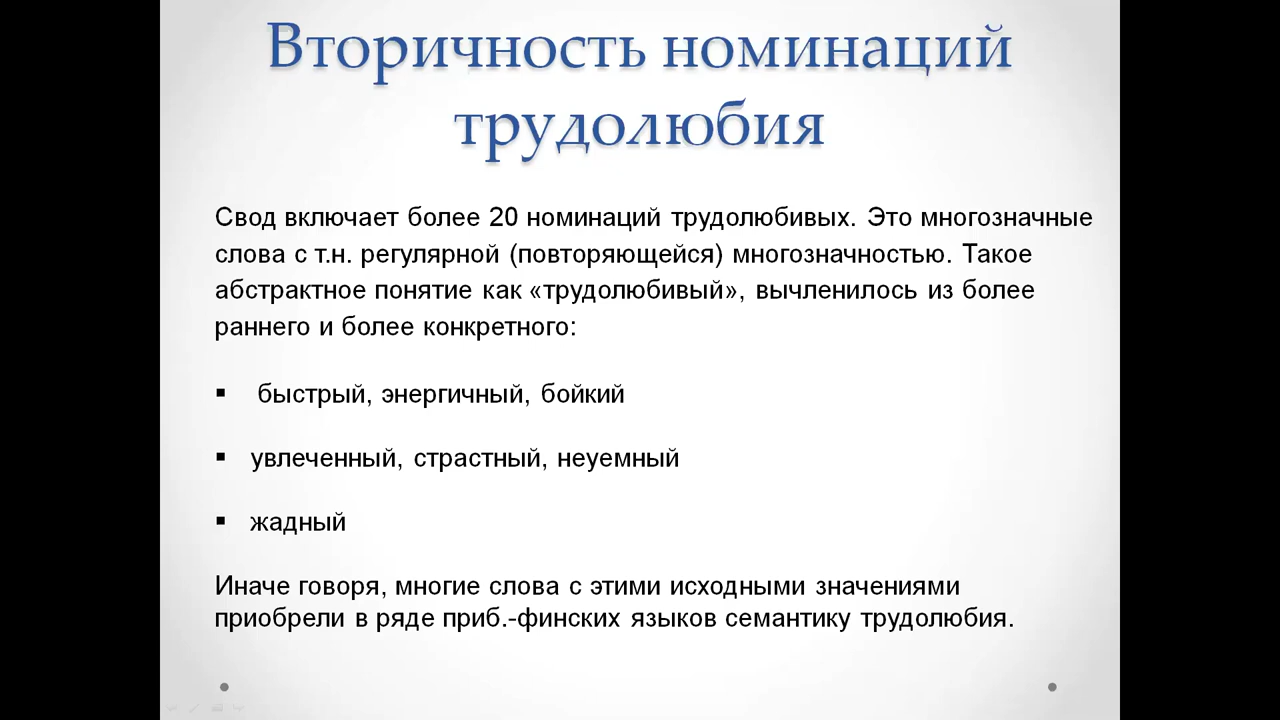 Вторичность номинаций
трудолюбия
Свод включает более 20 номинаций трудолюбивых. Это многозначные
слова с т.н. регулярной (повторяющейся) многозначностью. Такое
абстрактное понятие как «трудолюбивый», вычленилось из более
раннего и более конкретного:
▪ быстрый, энергичный, бойкий
▪ увлеченный, страстный, неуемный
▪ жадный
Иначе говоря, многие слова с этими исходными значениями
приобрели в ряде приб.-финских языков семантику трудолюбия.